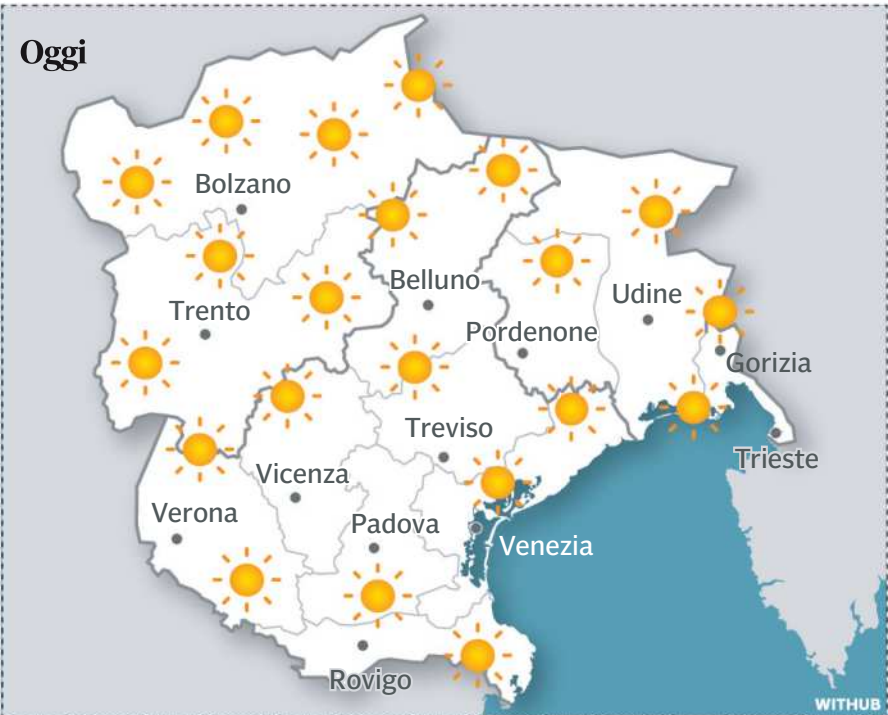 Oggi
Bolzano
Belluno
Trento
Udine
Pordenone
Gorizia
Treviso
Trieste
Vicenza
Verona
Padova
Venezia
Rovigo
WITHUB